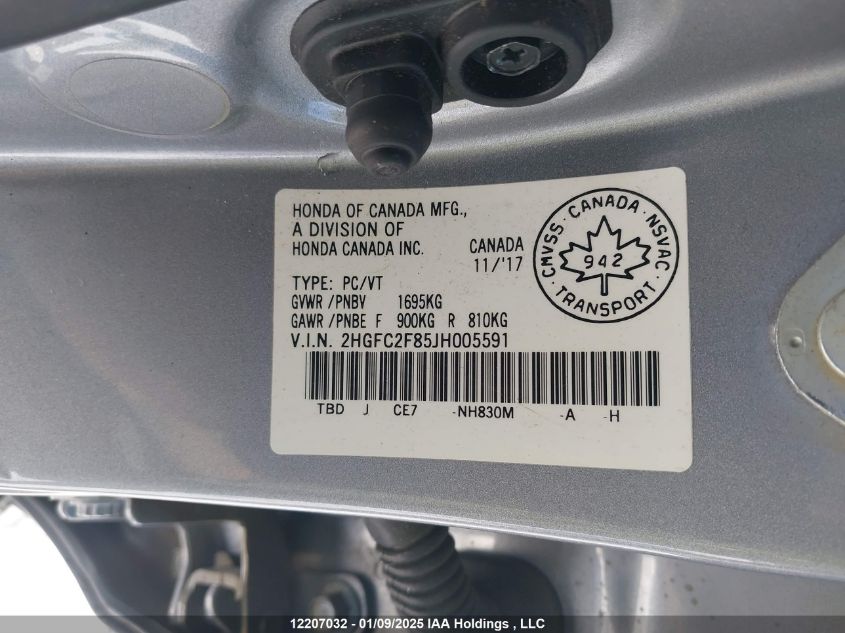 HONDA OF CANADA MFG.,
A DIVISION OF
HONDA CANADA INC.
CANADA
11/'17
TYPE: PC/VT
GVWR /PNBV 1695KG
GAWR /PNBE F 900KG R 810KG
V.I.N. 2HGFC2F85JH005591
TBD J CE7 -NH830M -A -H
CMVSS · CANADA · NSVAC
942
· TRANSPORT ·
12207032 - 01/09/2025 IAA Holdings , LLC